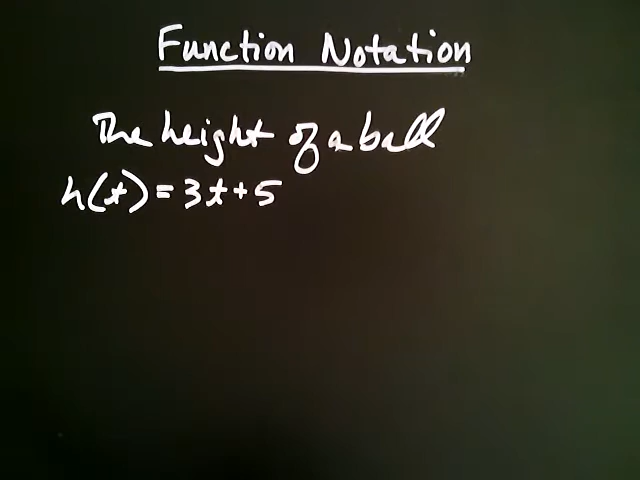 Function Notation
The height of a ball
h(t) = 3t+5